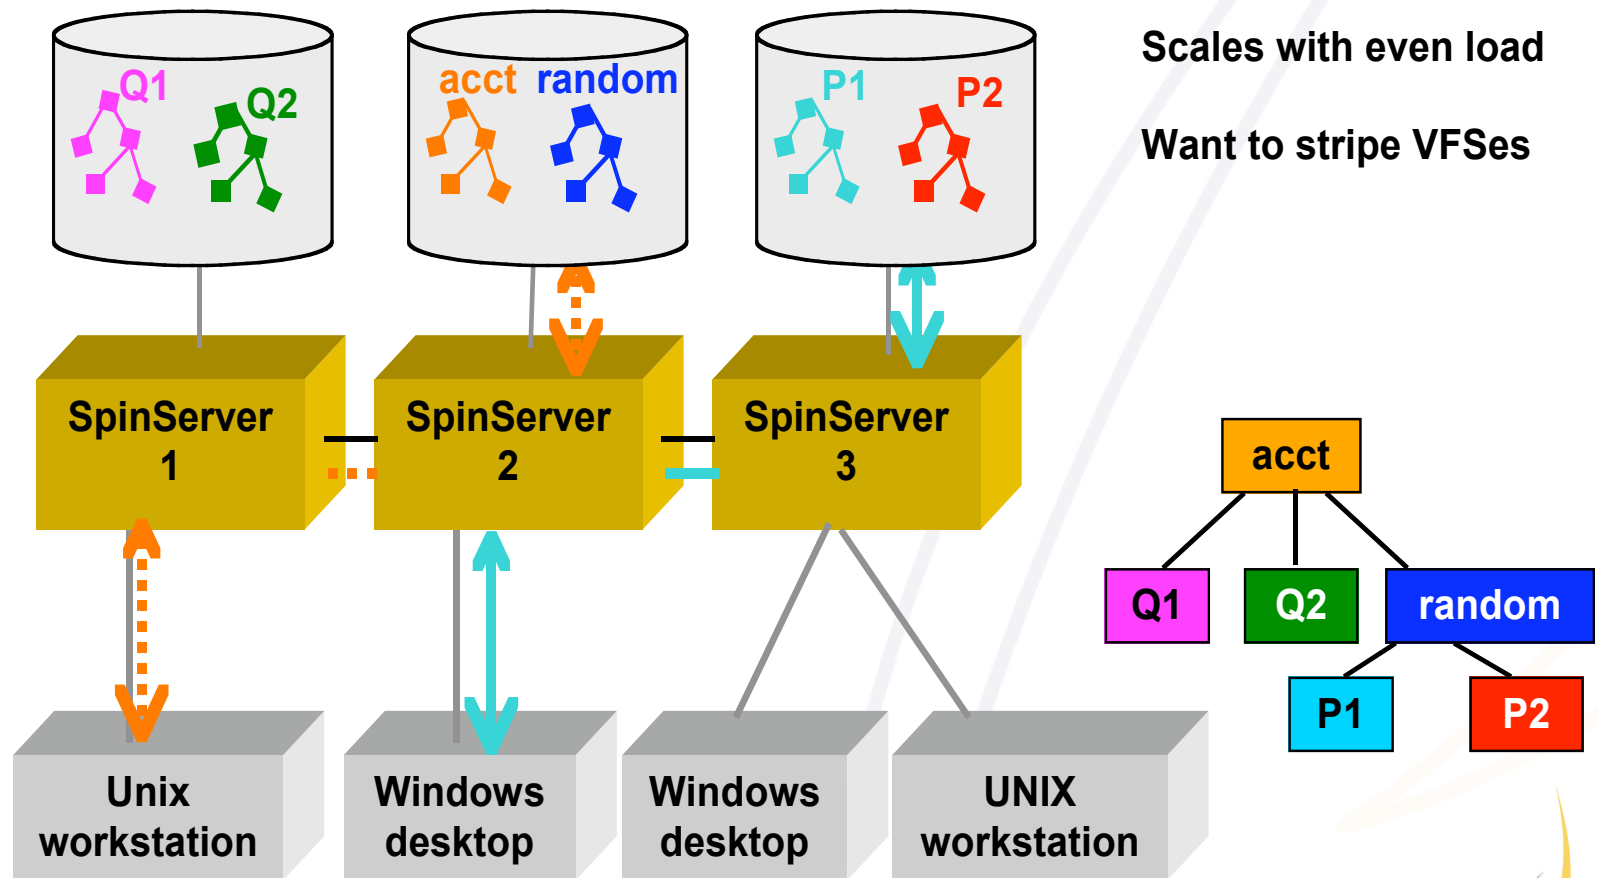 Q1
Q2
acct random
P1
P2
Scales with even load
Want to stripe VFSes
SpinServer
1
SpinServer
2
SpinServer
3
acct
Q1
Q2
random
P1
P2
Unix
workstation
Windows
desktop
Windows
desktop
UNIX
workstation